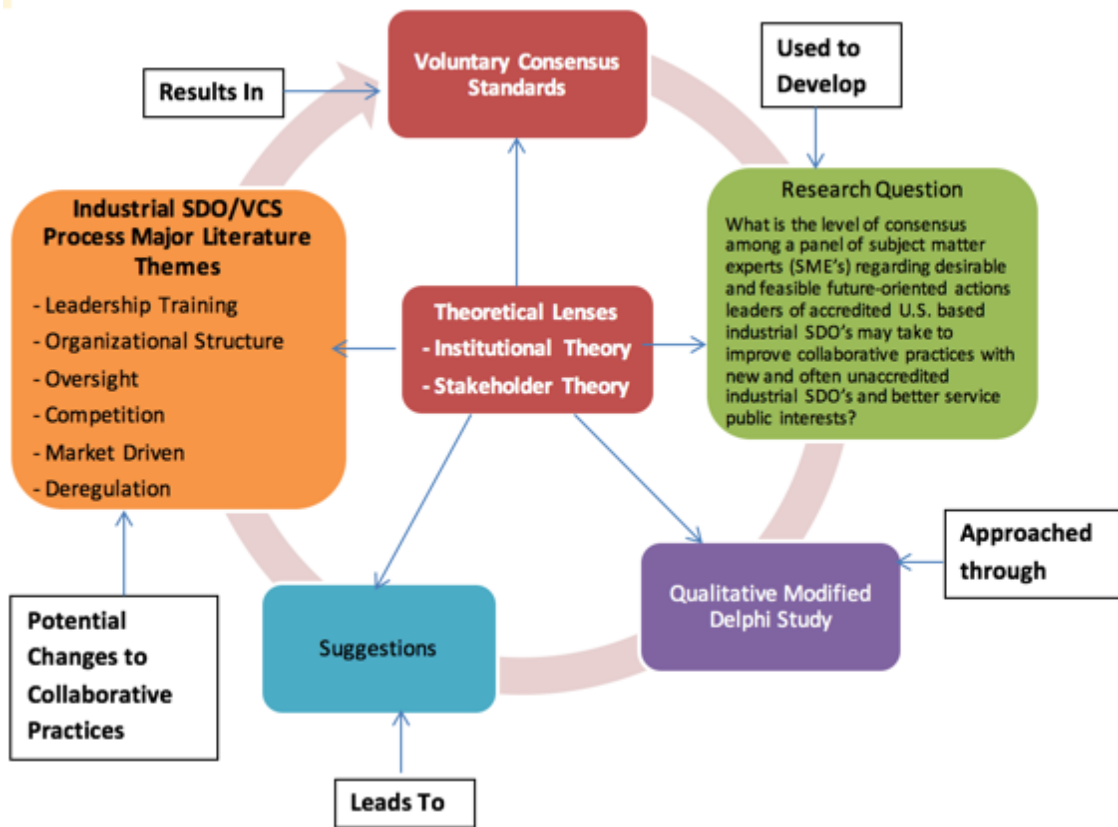 Voluntary Consensus
Standards
Used to
Develop
Results In
Industrial SDO/VCS
Process Major Literature
Themes
- Leadership Training
- Organizational Structure
- Oversight
- Competition
- Market Driven
- Deregulation
Theoretical Lenses
- Institutional Theory
- Stakeholder Theory
Research Question
What is the level of consensus
among a panel of subject matter
experts (SME's) regarding desirable
and feasible future-oriented actions
leaders of accredited U.S. based
industrial SDO's may take to
improve collaborative practices with
new and often unaccredited
industrial SDO's and better service
public interests?
Approached
through
Qualitative Modified
Delphi Study
Suggestions
Potential
Changes to
Collaborative
Practices
Leads To